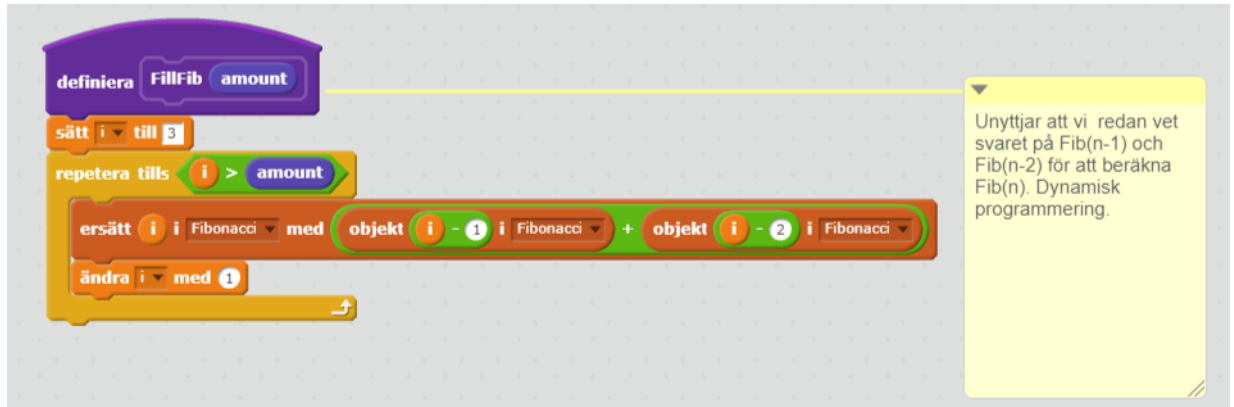 definiera FillFib amount
sätt i till 3
repetera tills i > amount
ersätt i i Fibonacci med objekt i - 1 i Fibonacci + objekt i - 2 i Fibonacci
ändra i med 1
Unyttjar att vi redan vet
svaret på Fib(n-1) och
Fib(n-2) för att beräkna
Fib(n). Dynamisk
programmering.